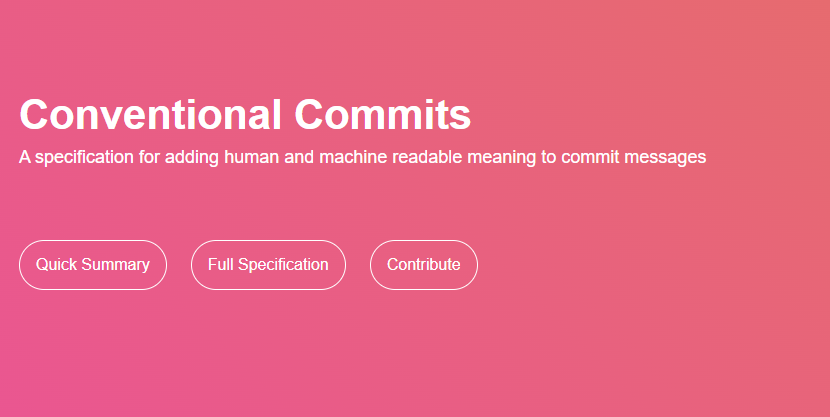 Conventional Commits
A specification for adding human and machine readable meaning to commit messages
Quick Summary
Full Specification
Contribute